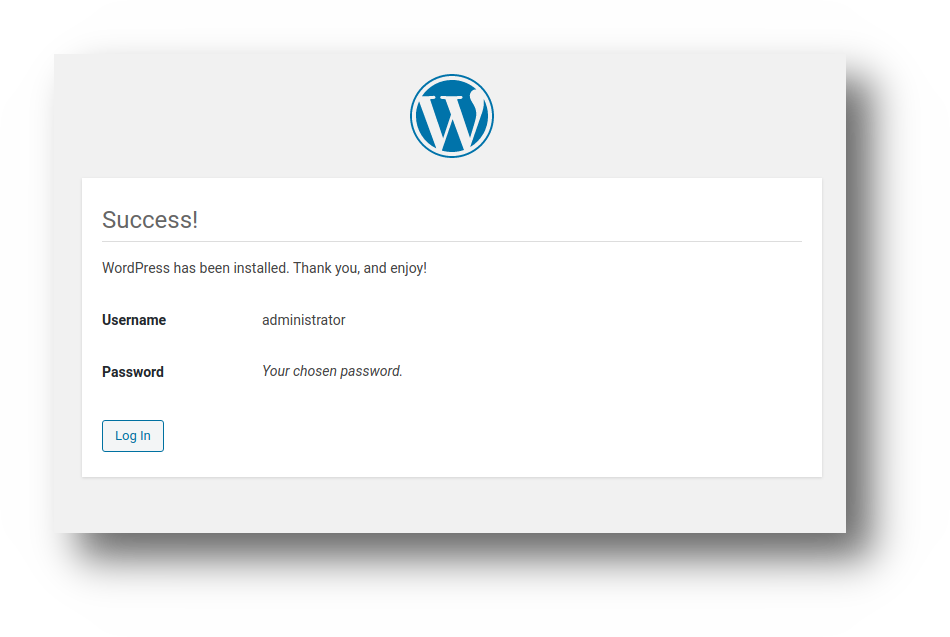 Success!
WordPress has been installed. Thank you, and enjoy!
Username administrator
Password Your chosen password.
Log In